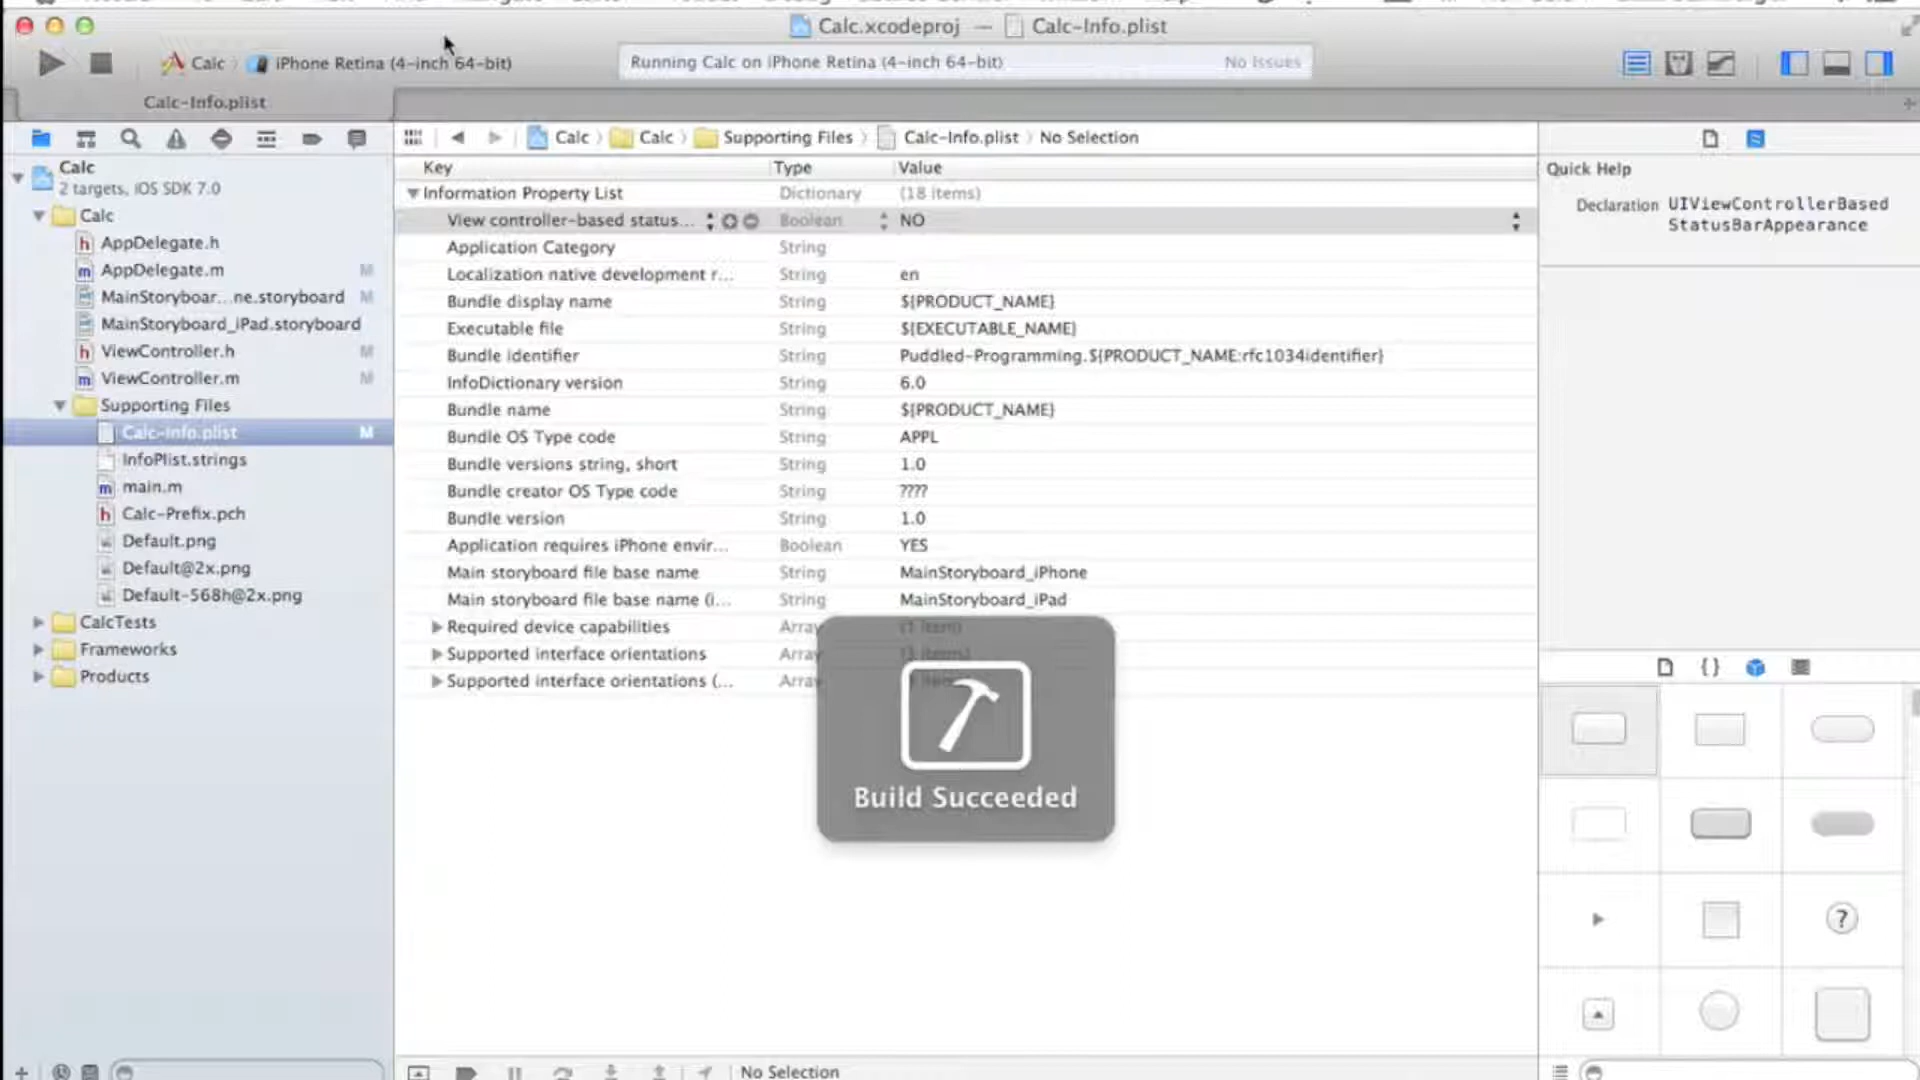 Calc.xcodeproj — Calc-Info.plist
Calc iPhone Retina (4-inch 64-bit)
Running Calc on iPhone Retina (4-inch 64-bit) No Issues
Calc-Info.plist
Calc Calc Supporting Files Calc-Info.plist No Selection
Calc
2 targets, iOS SDK 7.0
Calc
h AppDelegate.h
m AppDelegate.m M
MainStoryboar...ne.storyboard M
MainStoryboard_iPad.storyboard
h ViewController.h M
m ViewController.m M
Supporting Files
Calc-Info.plist M
InfoPlist.strings
m main.m
h Calc-Prefix.pch
Default.png
Default@2x.png
Default-568h@2x.png
CalcTests
Frameworks
Products
Key Type Value
Information Property List Dictionary (18 items)
View controller-based status... Boolean NO
Application Category String
Localization native development r... String en
Bundle display name String ${PRODUCT_NAME}
Executable file String ${EXECUTABLE_NAME}
Bundle identifier String Puddled-Programming.${PRODUCT_NAME:rfc1034identifier}
InfoDictionary version String 6.0
Bundle name String ${PRODUCT_NAME}
Bundle OS Type code String APPL
Bundle versions string, short String 1.0
Bundle creator OS Type code String ????
Bundle version String 1.0
Application requires iPhone envir... Boolean YES
Main storyboard file base name String MainStoryboard_iPhone
Main storyboard file base name (i... String MainStoryboard_iPad
Required device capabilities Array (1 item)
Supported interface orientations Array
Supported interface orientations (... Array
Build Succeeded
No Selection
Quick Help
Declaration UIViewControllerBased
StatusBarAppearance
{}
?